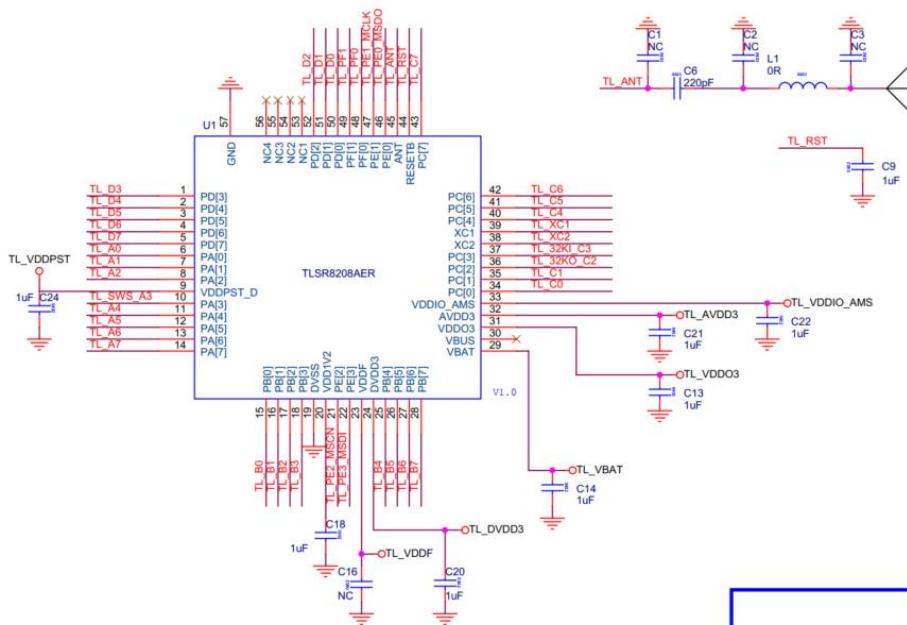 TL_D2
TL_D1
TL_D0
TL_PF1
TL_PF0
TL_PE1_MCLK
TL_PE0_MSDO
TL_ANT
TL_RST
TL_C7
C1
NC
C2
NC
C3
NC
C6
220pF
L1
0R
TL_ANT
TL_RST
C9
1uF
U1
57
56
55
54
53
52
51
50
49
48
47
46
45
44
43
GND
NC4
NC3
NC2
NC1
PD[2]
PD[1]
PD[0]
PF[1]
PF[0]
PE[1]
PE[0]
ANT
RESETB
PC[7]
TL_D3 1 PD[3]
TL_D4 2 PD[4]
TL_D5 3 PD[5]
TL_D6 4 PD[6]
TL_D7 5 PD[7]
TL_A0 6 PA[0]
TL_A1 7 PA[1]
TL_A2 8 PA[2]
9 VDDPST_D
TL_SWS_A3 10 PA[3]
TL_A4 11 PA[4]
TL_A5 12 PA[5]
TL_A6 13 PA[6]
TL_A7 14 PA[7]
TL_VDDPST
1uF C24
TLSR8208AER
PC[6] 42 TL_C6
PC[5] 41 TL_C5
PC[4] 40 TL_C4
XC1 39 TL_XC1
XC2 38 TL_XC2
PC[3] 37 TL_32KI_C3
PC[2] 36 TL_32KO_C2
PC[1] 35 TL_C1
PC[0] 34 TL_C0
VDDIO_AMS 33 TL_VDDIO_AMS
AVDD3 32 TL_AVDD3
VDDO3 31
VBUS 30
VBAT 29
C21
1uF
C22
1uF
TL_VDDO3
C13
1uF
V1.0
PB[0]
PB[1]
PB[2]
PB[3]
DVSS
VDD1V2
PE[2]
PE[3]
VDDF
DVDD3
PB[4]
PB[5]
PB[6]
PB[7]
15
16
17
18
19
20
21
22
23
24
25
26
27
28
TL_B0
TL_B1
TL_B2
TL_B3
TL_PE2_MSCN
TL_PE3_MSDI
TL_B4
TL_B5
TL_B6
TL_B7
TL_VBAT
C14
1uF
C18
1uF
TL_DVDD3
TL_VDDF
C16
NC
C20
1uF